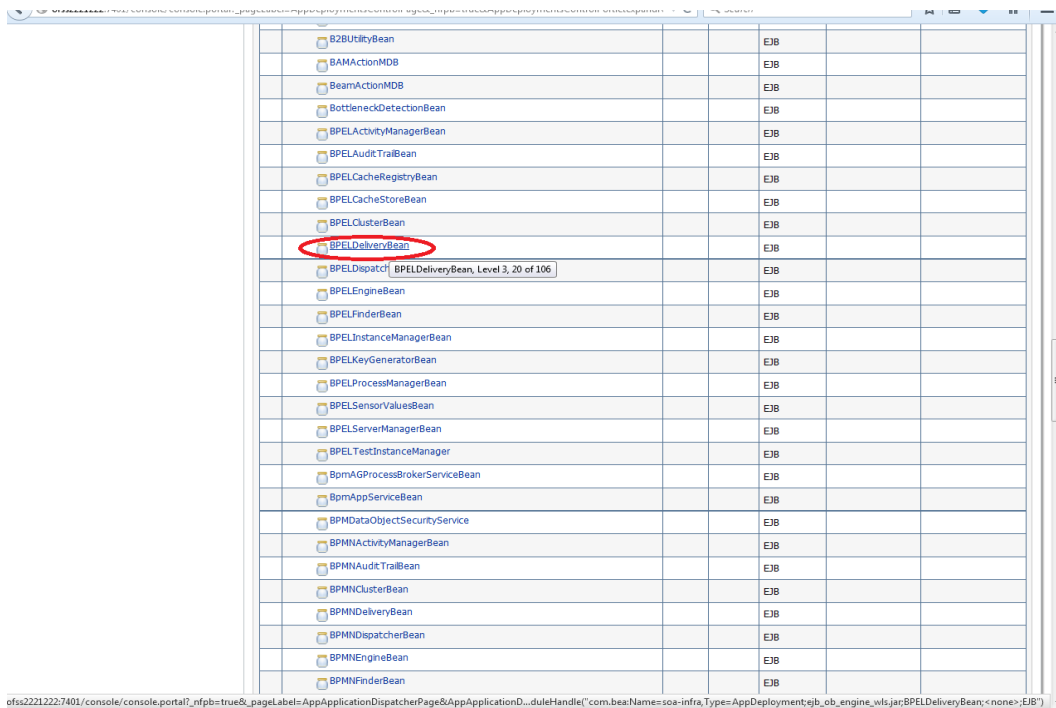 B2BUtilityBean EJB
BAMActionMDB EJB
BeamActionMDB EJB
BottleneckDetectionBean EJB
BPELActivityManagerBean EJB
BPELAuditTrailBean EJB
BPELCacheRegistryBean EJB
BPELCacheStoreBean EJB
BPELClusterBean EJB
BPELDeliveryBean EJB
BPELDispatch EJB
BPELDeliveryBean, Level 3, 20 of 106
BPELEngineBean EJB
BPELFinderBean EJB
BPELInstanceManagerBean EJB
BPELKeyGeneratorBean EJB
BPELProcessManagerBean EJB
BPELSensorValuesBean EJB
BPELServerManagerBean EJB
BPELTestInstanceManager EJB
BpmAGProcessBrokerServiceBean EJB
BpmAppServiceBean EJB
BPMDataObjectSecurityService EJB
BPMNActivityManagerBean EJB
BPMNAuditTrailBean EJB
BPMNClusterBean EJB
BPMNDeliveryBean EJB
BPMNDispatcherBean EJB
BPMNEngineBean EJB
BPMNFinderBean EJB
ofss2221222:7401/console/console.portal?_nfpb=true&_pageLabel=AppApplicationDispatcherPage&AppApplicationD...duleHandle("com.bea:Name=soa-infra,Type=AppDeployment;ejb_ob_engine_wls.jar;BPELDeliveryBean;<none>;EJB")